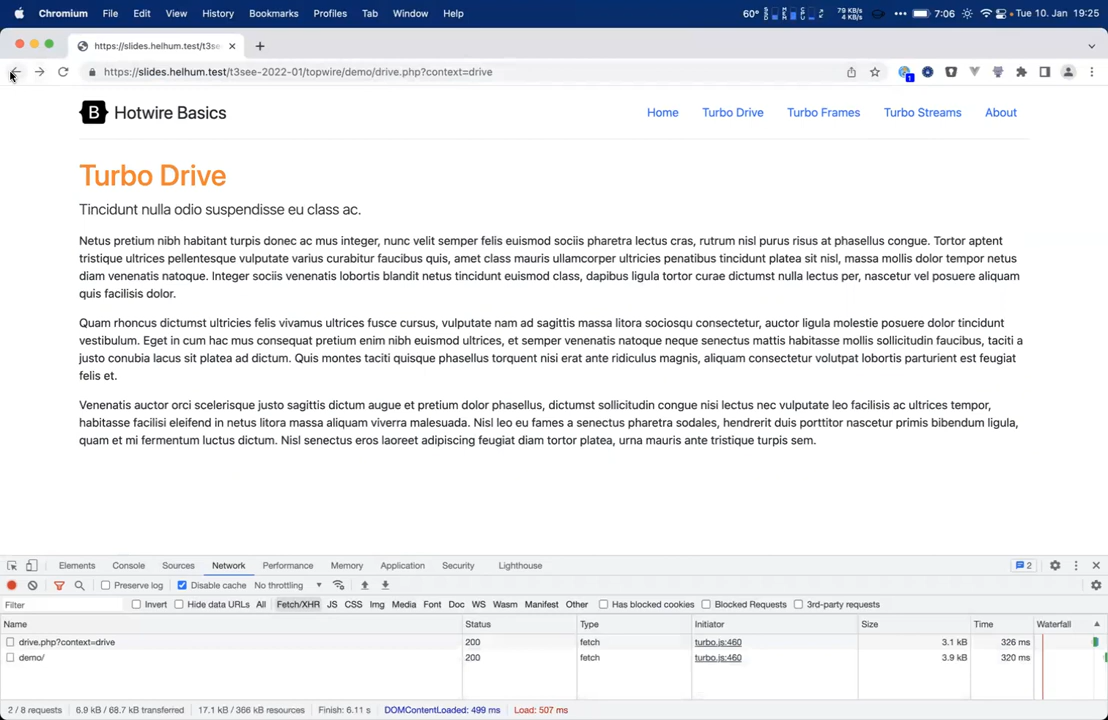 Chromium File Edit View History Bookmarks Profiles Tab Window Help 60° 79 KB/s 4 KB/s 7:06 Tue 10. Jan 19:25
https://slides.helhum.test/t3se
https://slides.helhum.test/t3see-2022-01/topwire/demo/drive.php?context=drive 1
B Hotwire Basics Home Turbo Drive Turbo Frames Turbo Streams About
Turbo Drive
Tincidunt nulla odio suspendisse eu class ac.
Netus pretium nibh habitant turpis donec ac mus integer, nunc velit semper felis euismod sociis pharetra lectus cras, rutrum nisl purus risus at phasellus congue. Tortor aptent
tristique ultrices pellentesque vulputate varius curabitur faucibus quis, amet class mauris ullamcorper ultricies penatibus tincidunt platea sit nisl, massa mollis dolor tempor netus
diam venenatis natoque. Integer sociis venenatis lobortis blandit netus tincidunt euismod class, dapibus ligula tortor curae dictumst nulla lectus per, nascetur vel posuere aliquam
quis facilisis dolor.
Quam rhoncus dictumst ultricies felis vivamus ultrices fusce cursus, vulputate nam ad sagittis massa litora sociosqu consectetur, auctor ligula molestie posuere dolor tincidunt
vestibulum. Eget in cum hac mus consequat pretium enim nibh euismod ultrices, et semper venenatis natoque neque senectus mattis habitasse mollis sollicitudin faucibus, taciti a
justo conubia lacus sit platea ad dictum. Quis montes taciti quisque phasellus torquent nisi erat ante ridiculus magnis, aliquam consectetur volutpat lobortis parturient est feugiat
felis et.
Venenatis auctor orci scelerisque justo sagittis dictum augue et pretium dolor phasellus, dictumst sollicitudin congue nisi lectus nec vulputate leo facilisis ac ultrices tempor,
habitasse facilisi eleifend in netus litora massa aliquam viverra malesuada. Nisl leo eu fames a senectus pharetra sodales, hendrerit duis porttitor nascetur primis bibendum ligula,
quam et mi fermentum luctus dictum. Nisl senectus eros laoreet adipiscing feugiat diam tortor platea, urna mauris ante tristique turpis sem.
Elements Console Sources Network Performance Memory Application Security Lighthouse 2
Preserve log Disable cache No throttling
Filter Invert Hide data URLs All Fetch/XHR JS CSS Img Media Font Doc WS Wasm Manifest Other Has blocked cookies Blocked Requests 3rd-party requests
Name Status Type Initiator Size Time Waterfall
drive.php?context=drive 200 fetch turbo.js:460 3.1 kB 326 ms
demo/ 200 fetch turbo.js:460 3.9 kB 320 ms
2 / 8 requests 6.9 kB / 68.7 kB transferred 17.1 kB / 366 kB resources Finish: 6.11 s DOMContentLoaded: 499 ms Load: 507 ms